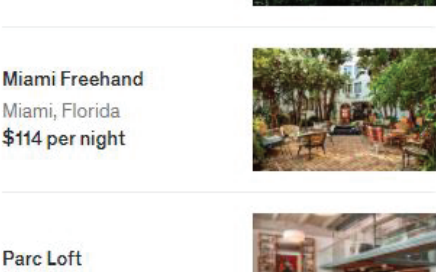 Miami Freehand
Miami, Florida
$114 per night
Parc Loft